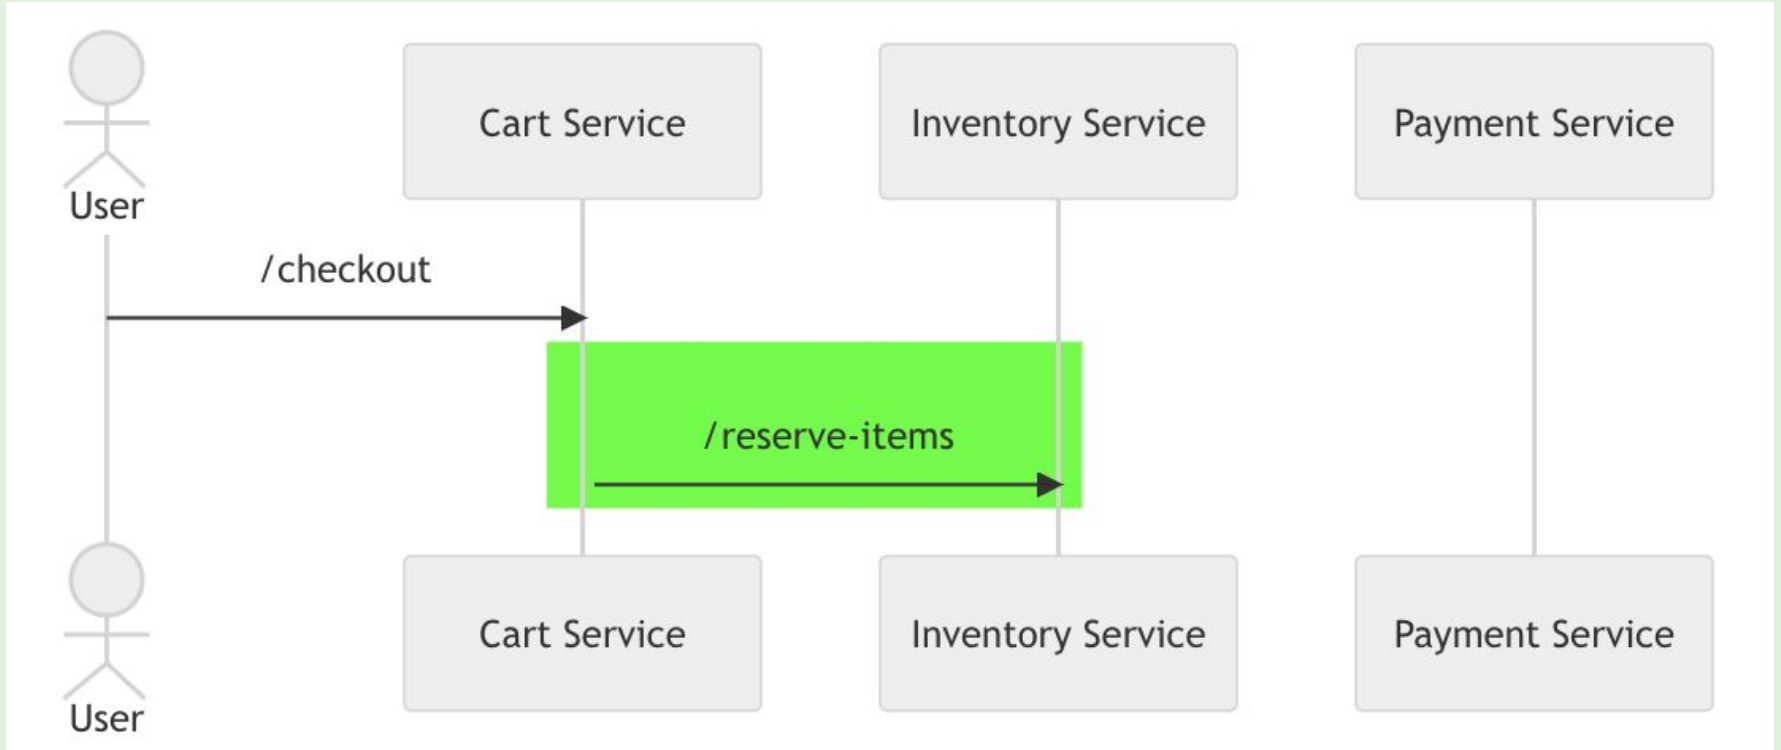 User
Cart Service
Inventory Service
Payment Service
/checkout
/reserve-items
User
Cart Service
Inventory Service
Payment Service